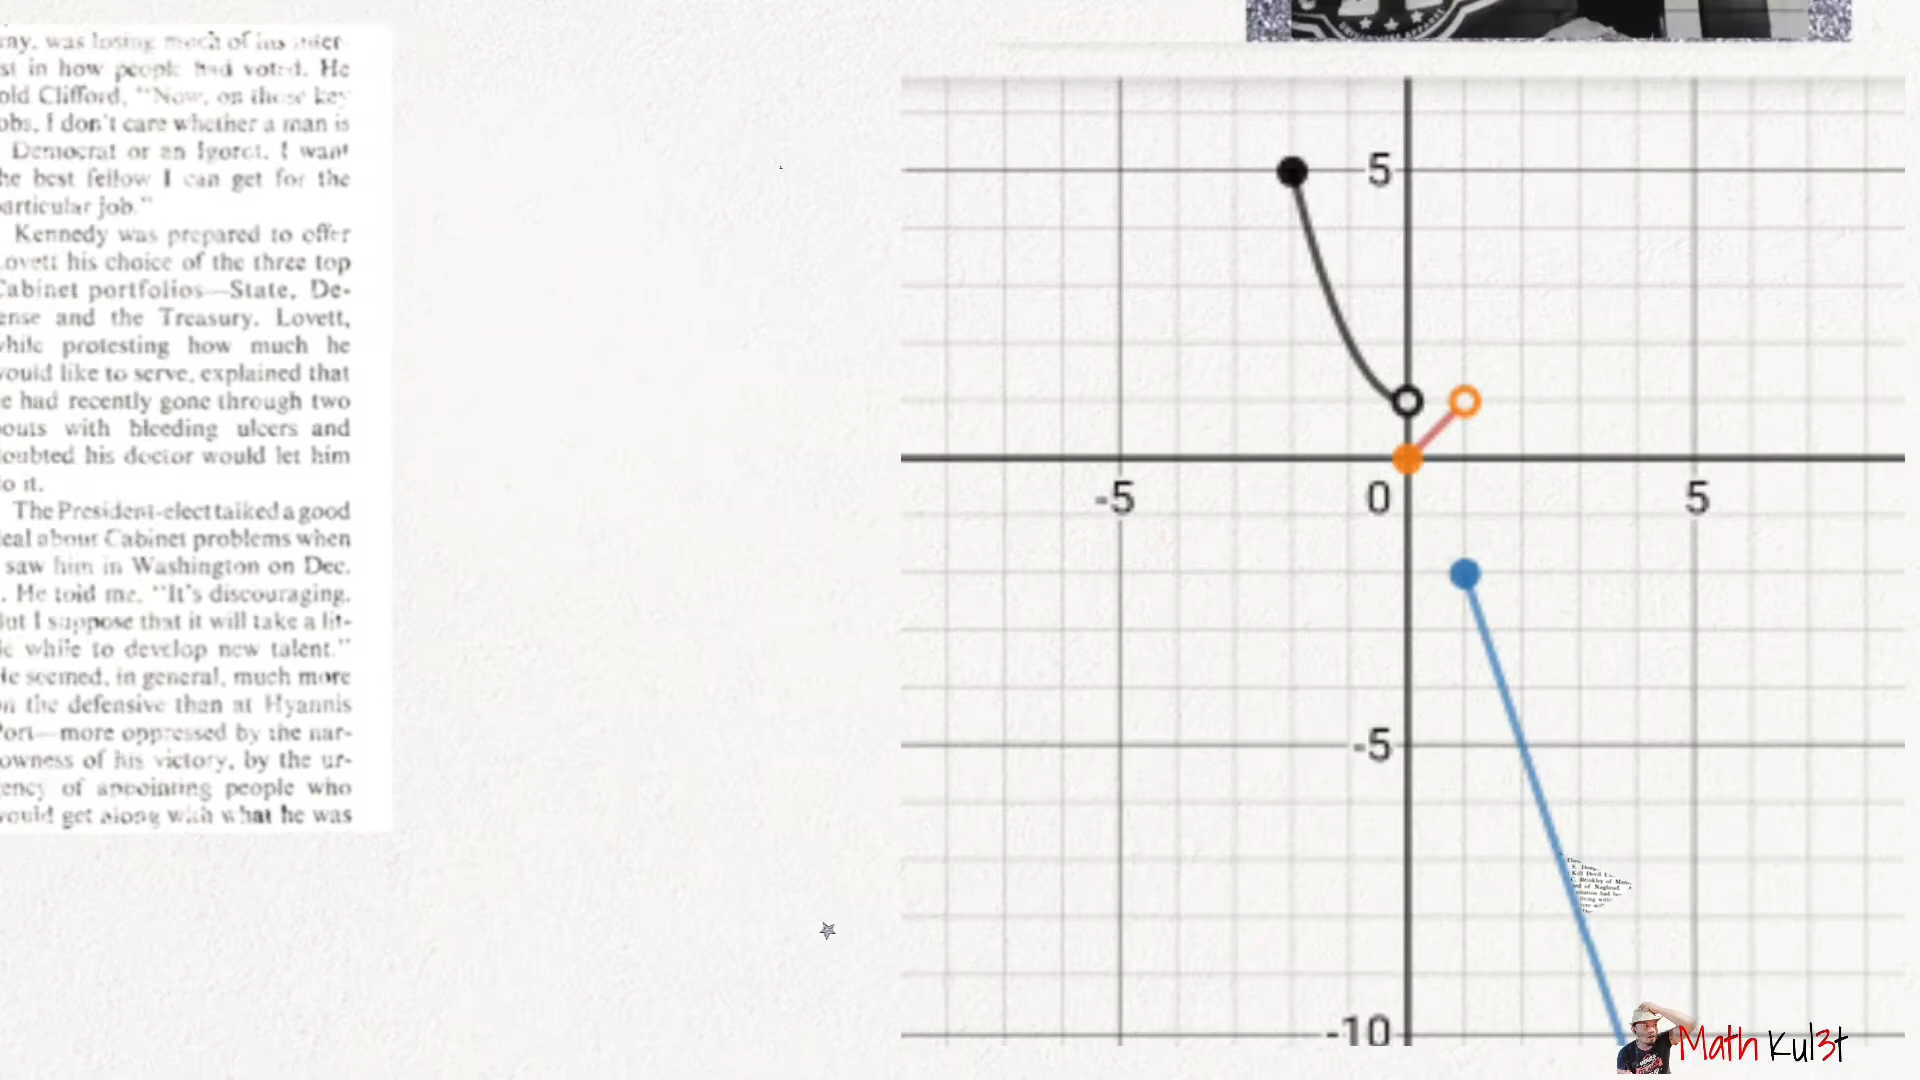 was losing much of his inter-
st in how people had voted. He
old Clifford, "Now, on those key
obs, I don't care whether a man is
Democrat or an Igorot. I want
he best fellow I can get for the
articular job."
Kennedy was prepared to offer
ovett his choice of the three top
Cabinet portfolios—State, De-
ense and the Treasury. Lovett,
while protesting how much he
would like to serve, explained that
e had recently gone through two
outs with bleeding ulcers and
oubted his doctor would let him
o it.
The President-elect talked a good
eal about Cabinet problems when
saw him in Washington on Dec.
. He told me, "It's discouraging.
But I suppose that it will take a lit-
le while to develop new talent."
He seemed, in general, much more
n the defensive than at Hyannis
Port—more oppressed by the nar-
owness of his victory, by the ur-
ency of appointing people who
would get along with what he was
5
-5
0
5
-5
-10
Kill Devil
Brinkley of
of Naghead
Math Kul3t